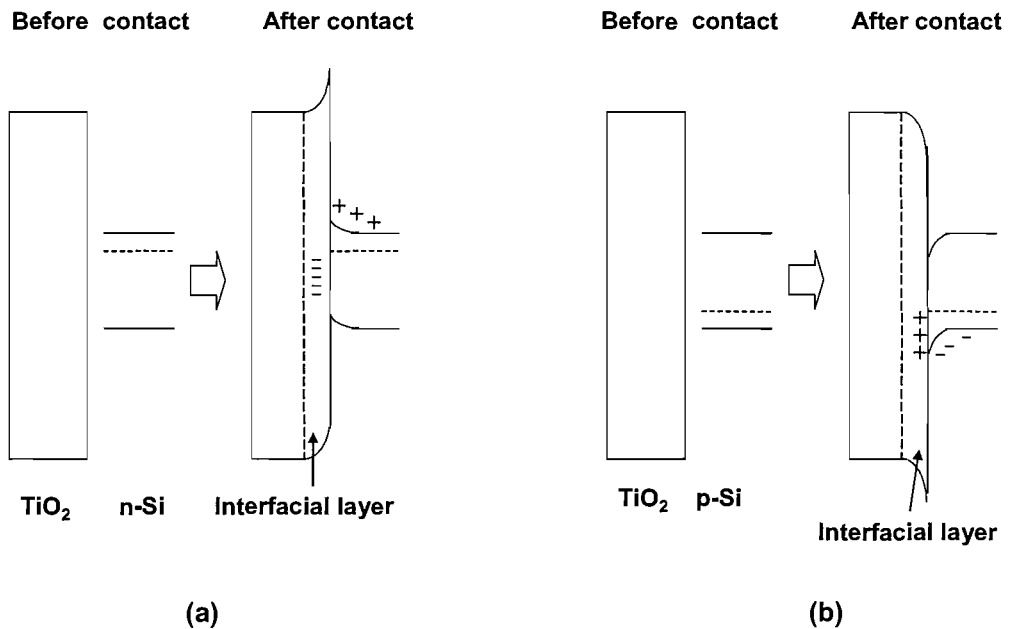 Before contact After contact
TiO₂ n-Si Interfacial layer
(a)
Before contact After contact
TiO₂ p-Si
Interfacial layer
(b)